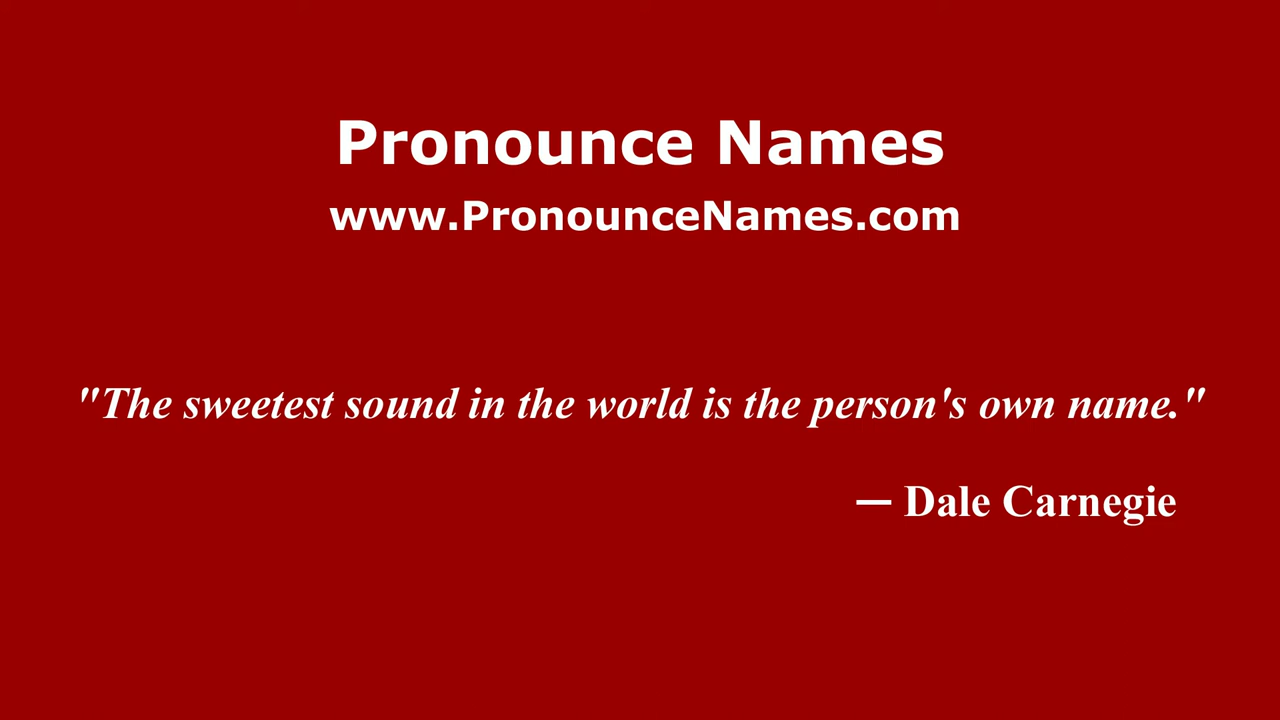 Pronounce Names
www.PronounceNames.com
"The sweetest sound in the world is the person's own name."
— Dale Carnegie